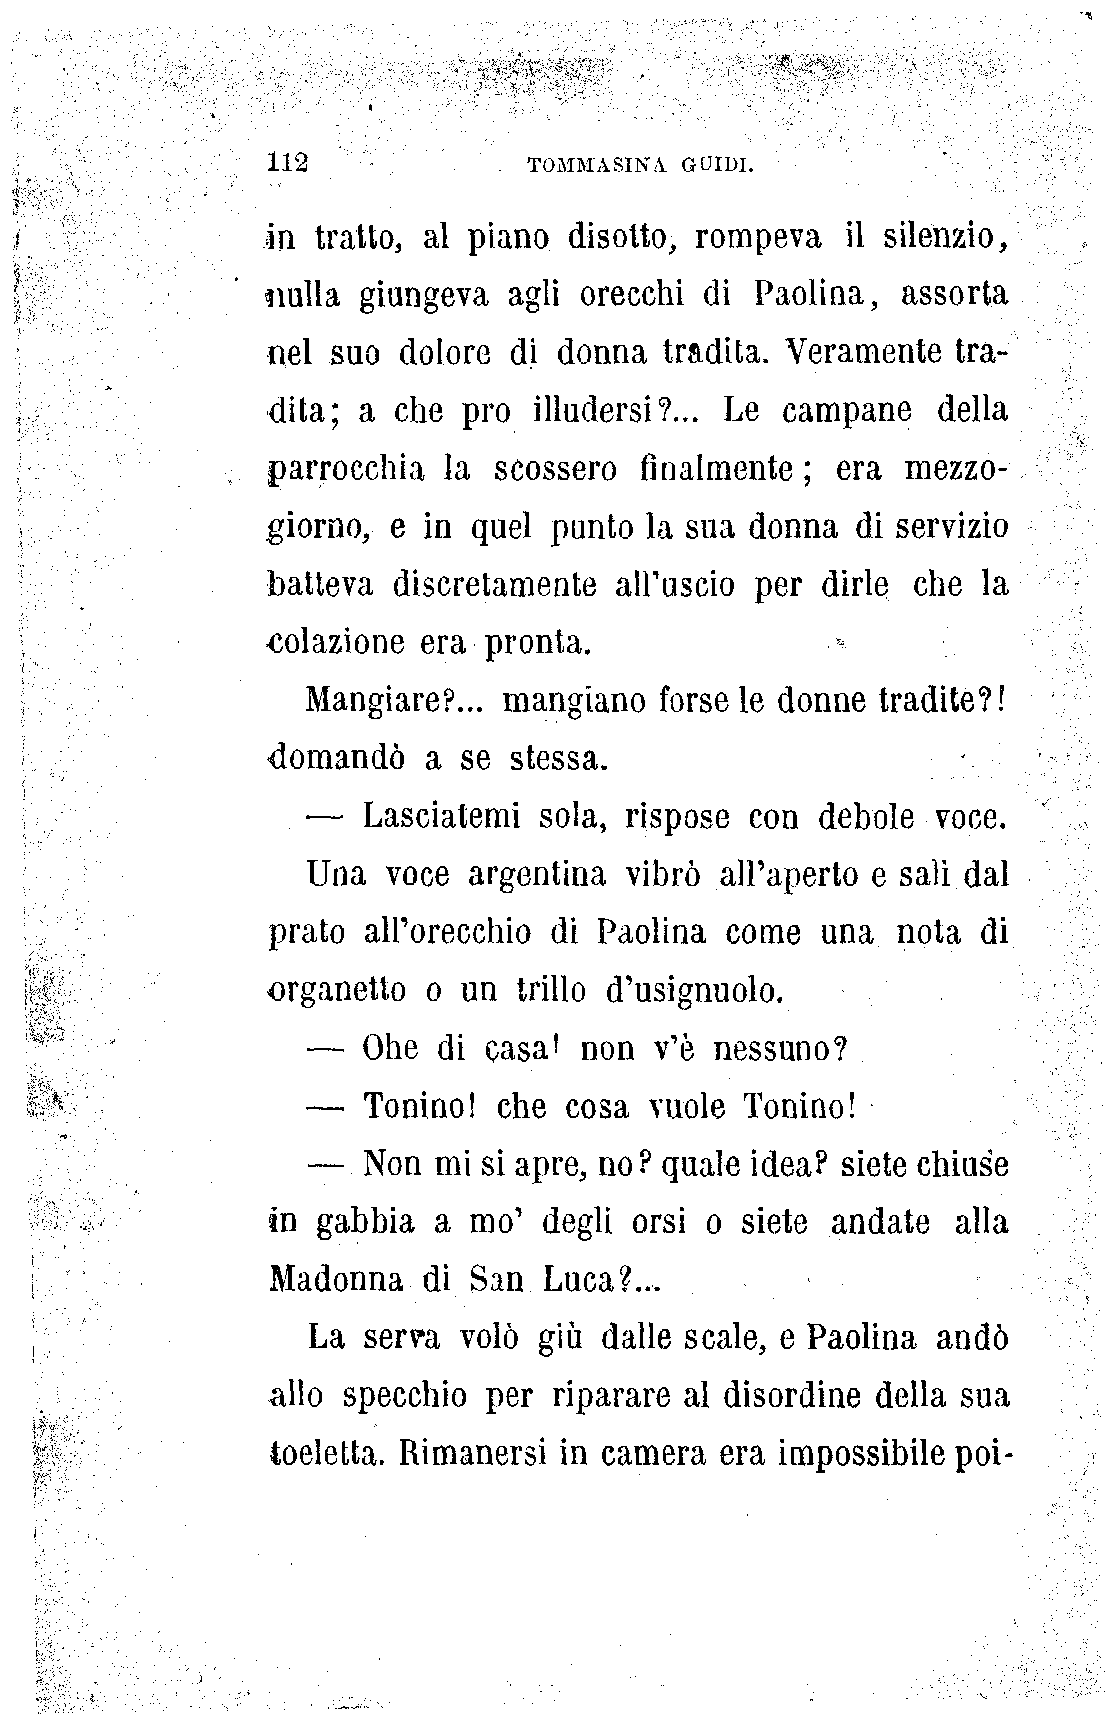 112 TOMMASINA GUIDI.
in tratto, al piano disotto, rompeva il silenzio,
nulla giungeva agli orecchi di Paolina, assorta
nel suo dolore di donna tradita. Veramente tra-
dita; a che pro illudersi?... Le campane della
parrocchia la scossero finalmente; era mezzo-
giorno, e in quel punto la sua donna di servizio
batteva discretamente all'uscio per dirle che la
colazione era pronta.
Mangiare?... mangiano forse le donne tradite?!
domandò a se stessa.
— Lasciatemi sola, rispose con debole voce.
Una voce argentina vibrò all'aperto e salì dal
prato all'orecchio di Paolina come una nota di
organetto o un trillo d'usignuolo.
— Ohe di casa! non v'è nessuno?
— Tonino! che cosa vuole Tonino!
— Non mi si apre, no? quale idea? siete chiuse
in gabbia a mo' degli orsi o siete andate alla
Madonna di San Luca?...
La serva volò giù dalle scale, e Paolina andò
allo specchio per riparare al disordine della sua
toeletta. Rimanersi in camera era impossibile poi-